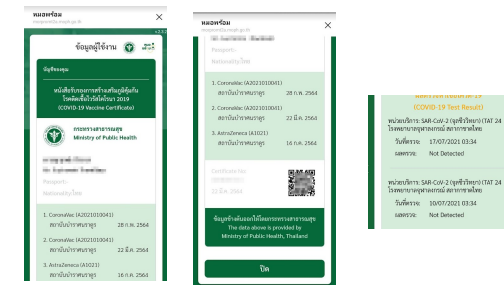 หมอพร้อม
ข้อมูลผู้ใช้งาน
บัญชีของคุณ
หนังสือรับรองการสร้างเสริมภูมิคุ้มกัน
โรคติดเชื้อไวรัสโคโรนา 2019
(COVID-19 Vaccine Certificate)
กระทรวงสาธารณสุข
Ministry of Public Health
Passport:
Nationality:ไทย
1. CoronaVac (A2021010041)
สถาบันบำราศนราดูร 28 ก.พ. 2564
2. CoronaVac (A2021010041)
สถาบันบำราศนราดูร 22 มี.ค. 2564
3. AstraZeneca (A1021)
สถาบันบำราศนราดูร 16 ก.ค. 2564
หมอพร้อม
Passport:
Nationality:ไทย
1. CoronaVac (A2021010041)
สถาบันบำราศนราดูร 28 ก.พ. 2564
2. CoronaVac (A2021010041)
สถาบันบำราศนราดูร 22 มี.ค. 2564
3. AstraZeneca (A1021)
สถาบันบำราศนราดูร 16 ก.ค. 2564
Certificate No:
22 มี.ค. 2564
ข้อมูลข้างต้นออกให้โดยกระทรวงสาธารณสุข
The data above is
provided by
Ministry of Public Health,
Thailand
ปิด
(COVID-19 Test Result)
หน่วยบริการ: SAR-CoV-2 (จุลชีววิทยา) (TAT 24
โรงพยาบาลจุฬาลงกรณ์ สภากาชาดไทย
วันที่ตรวจ: 17/07/2021 03:34
ผลตรวจ: Not Detected
หน่วยบริการ: SAR-CoV-2 (จุลชีววิทยา) (TAT 24
โรงพยาบาลจุฬาลงกรณ์ สภากาชาดไทย
วันที่ตรวจ: 10/07/2021 03:34
ผลตรวจ: Not Detected